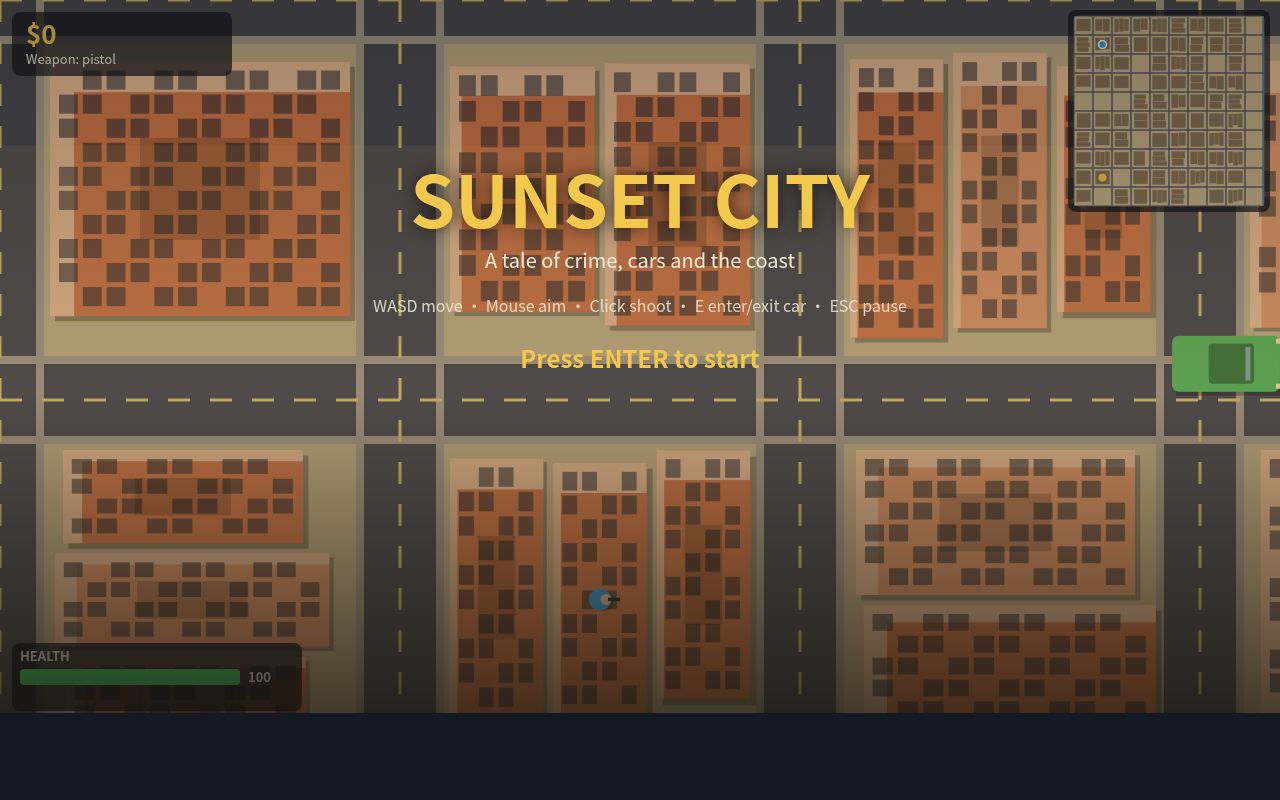 $0
Weapon: pistol
SUNSET CITY
A tale of crime, cars and the coast
WASD move • Mouse aim • Click shoot • E enter/exit car • ESC pause
Press ENTER to start
HEALTH
100